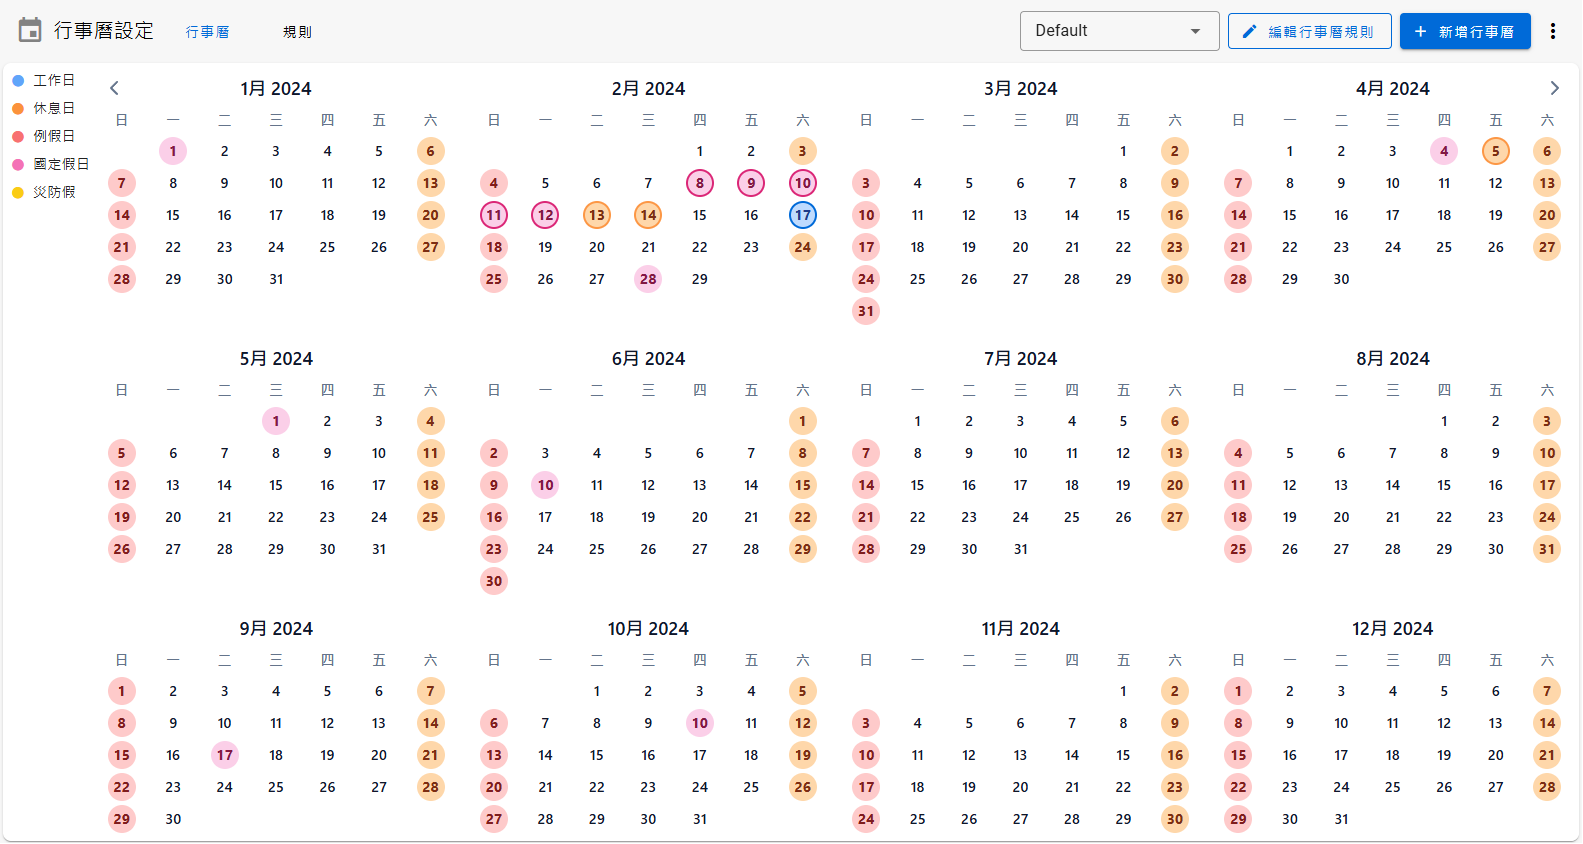 行事曆設定 行事曆 規則 Default 編輯行事曆規則 + 新增行事曆
工作日
休息日
例假日
國定假日
災防假
1月 2024
日 一 二 三 四 五 六
1 2 3 4 5 6
7 8 9 10 11 12 13
14 15 16 17 18 19 20
21 22 23 24 25 26 27
28 29 30 31
2月 2024
日 一 二 三 四 五 六
1 2 3
4 5 6 7 8 9 10
11 12 13 14 15 16 17
18 19 20 21 22 23 24
25 26 27 28 29
3月 2024
日 一 二 三 四 五 六
1 2
3 4 5 6 7 8 9
10 11 12 13 14 15 16
17 18 19 20 21 22 23
24 25 26 27 28 29 30
31
4月 2024
日 一 二 三 四 五 六
1 2 3 4 5 6
7 8 9 10 11 12 13
14 15 16 17 18 19 20
21 22 23 24 25 26 27
28 29 30
5月 2024
日 一 二 三 四 五 六
1 2 3 4
5 6 7 8 9 10 11
12 13 14 15 16 17 18
19 20 21 22 23 24 25
26 27 28 29 30 31
6月 2024
日 一 二 三 四 五 六
1
2 3 4 5 6 7 8
9 10 11 12 13 14 15
16 17 18 19 20 21 22
23 24 25 26 27 28 29
30
7月 2024
日 一 二 三 四 五 六
1 2 3 4 5 6
7 8 9 10 11 12 13
14 15 16 17 18 19 20
21 22 23 24 25 26 27
28 29 30 31
8月 2024
日 一 二 三 四 五 六
1 2 3
4 5 6 7 8 9 10
11 12 13 14 15 16 17
18 19 20 21 22 23 24
25 26 27 28 29 30 31
9月 2024
日 一 二 三 四 五 六
1 2 3 4 5 6 7
8 9 10 11 12 13 14
15 16 17 18 19 20 21
22 23 24 25 26 27 28
29 30
10月 2024
日 一 二 三 四 五 六
1 2 3 4 5
6 7 8 9 10 11 12
13 14 15 16 17 18 19
20 21 22 23 24 25 26
27 28 29 30 31
11月 2024
日 一 二 三 四 五 六
1 2
3 4 5 6 7 8 9
10 11 12 13 14 15 16
17 18 19 20 21 22 23
24 25 26 27 28 29 30
12月 2024
日 一 二 三 四 五 六
1 2 3 4 5 6 7
8 9 10 11 12 13 14
15 16 17 18 19 20 21
22 23 24 25 26 27 28
29 30 31